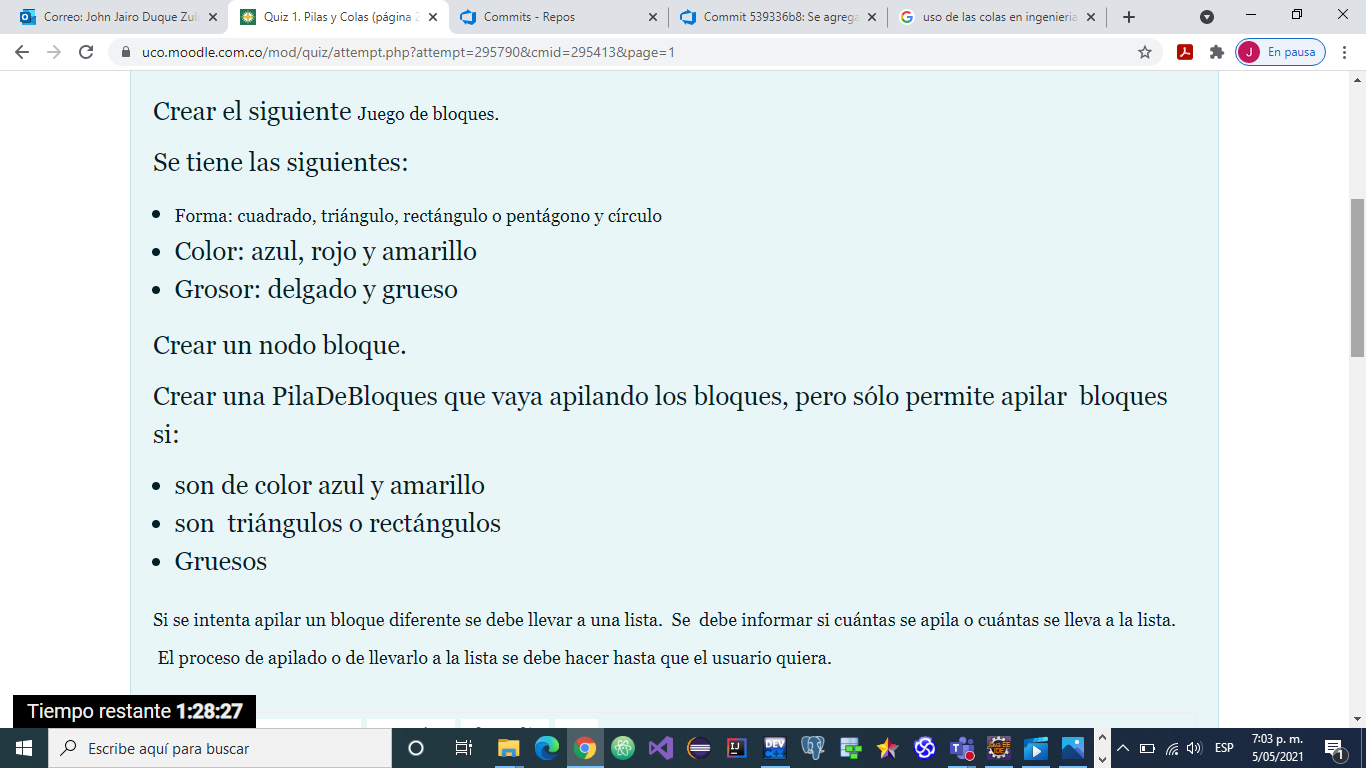 Correo: John Jairo Duque Zul
Quiz 1. Pilas y Colas (página 2
Commits - Repos
Commit 539336b8: Se agrega
uso de las colas en ingenieria
uco.moodle.com.co/mod/quiz/attempt.php?attempt=295790&cmid=295413&page=1
J
En pausa
Crear el siguiente Juego de bloques.
Se tiene las siguientes:
Forma: cuadrado, triángulo, rectángulo o pentágono y círculo
Color: azul, rojo y amarillo
Grosor: delgado y grueso
Crear un nodo bloque.
Crear una PilaDeBloques que vaya apilando los bloques, pero sólo permite apilar bloques
si:
son de color azul y amarillo
son triángulos o rectángulos
Gruesos
Si se intenta apilar un bloque diferente se debe llevar a una lista. Se debe informar si cuántas se apila o cuántas se lleva a la lista.
El proceso de apilado o de llevarlo a la lista se debe hacer hasta que el usuario quiera.
Tiempo restante 1:28:27
Escribe aquí para buscar
DEV
ESP
7:03 p. m.
5/05/2021
1